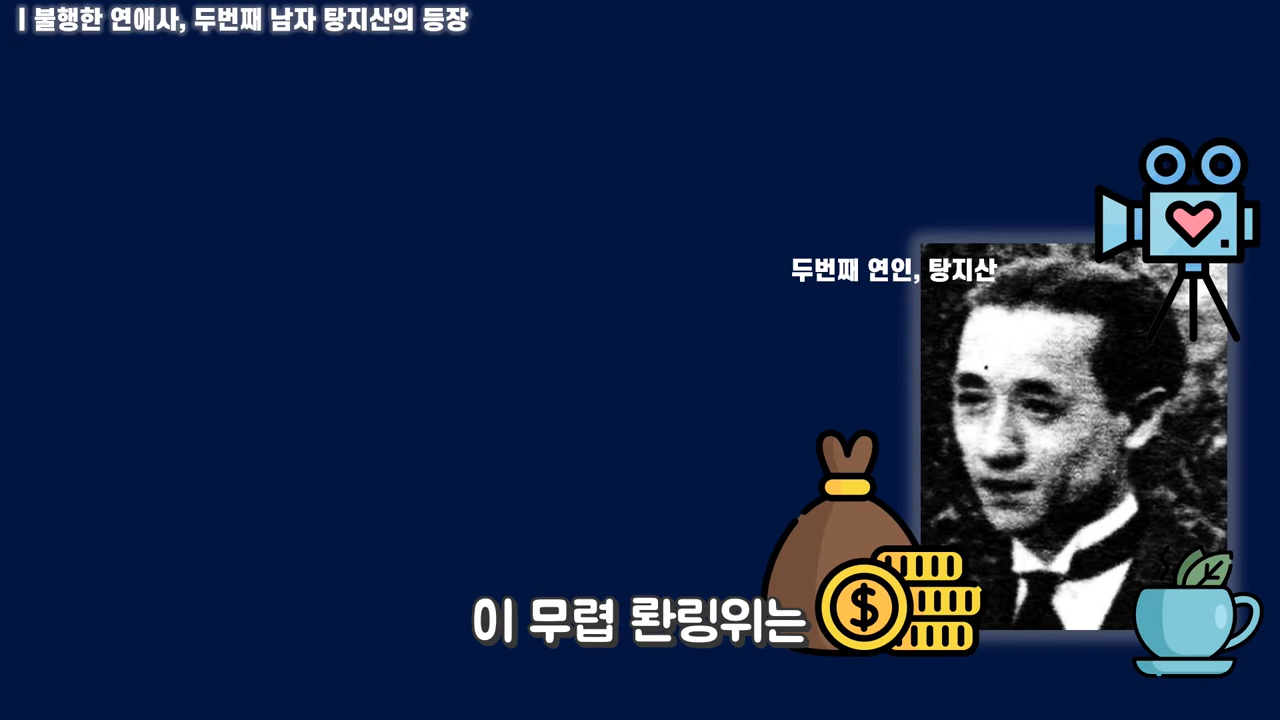 | 불행한 연애사, 두번째 남자 탕지산의 등장
두번째 연인, 탕지산
$
이 무렵 롼링위는